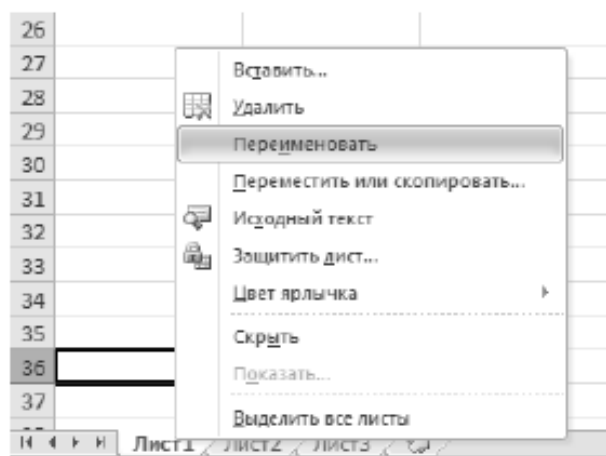 26
27
Вставить...
28
Удалить
29
Переименовать
30
Переместить или скопировать...
31
Исходный текст
32
Защитить лист...
33
Цвет ярлычка
34
35
Скрыть
36
Показать...
37
Выделить все листы
Лист1 Лист2 Лист3